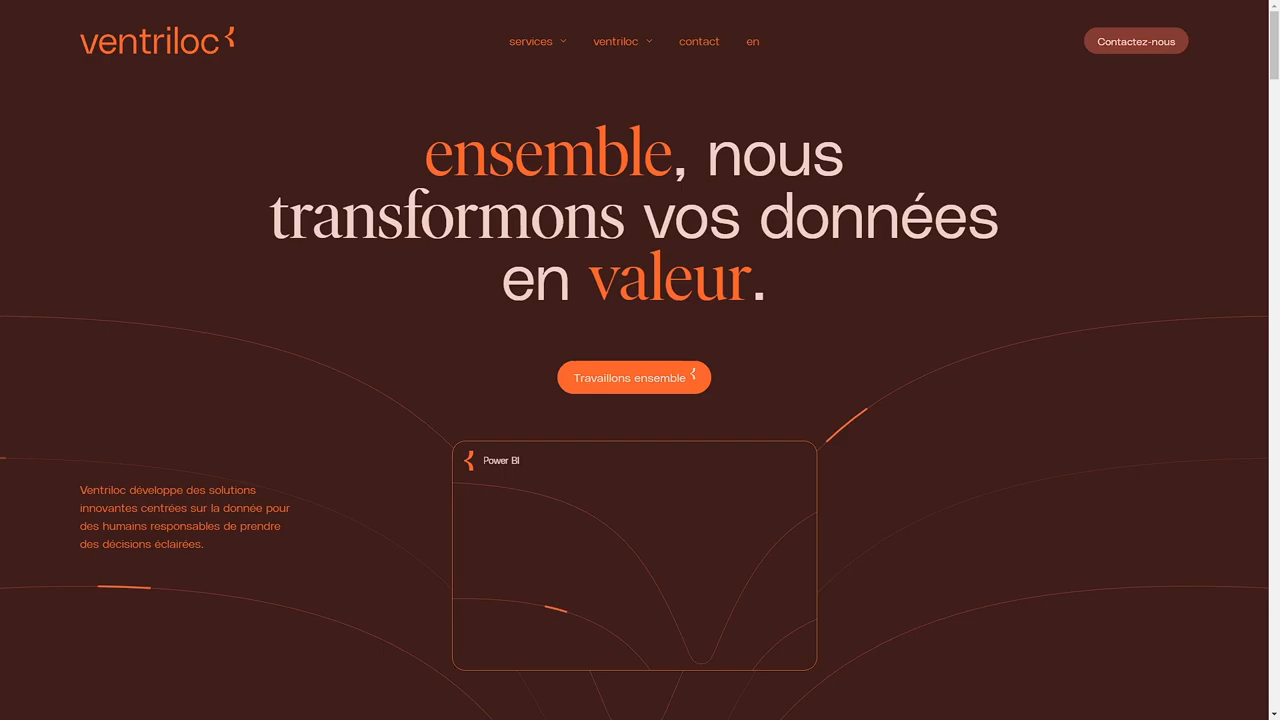 ventriloc
services
ventriloc
contact
en
Contactez-nous
ensemble, nous
transformons vos données
en valeur.
Travaillons ensemble
Power BI
Ventriloc développe des solutions
innovantes centrées sur la donnée pour
des humains responsables de prendre
des décisions éclairées.